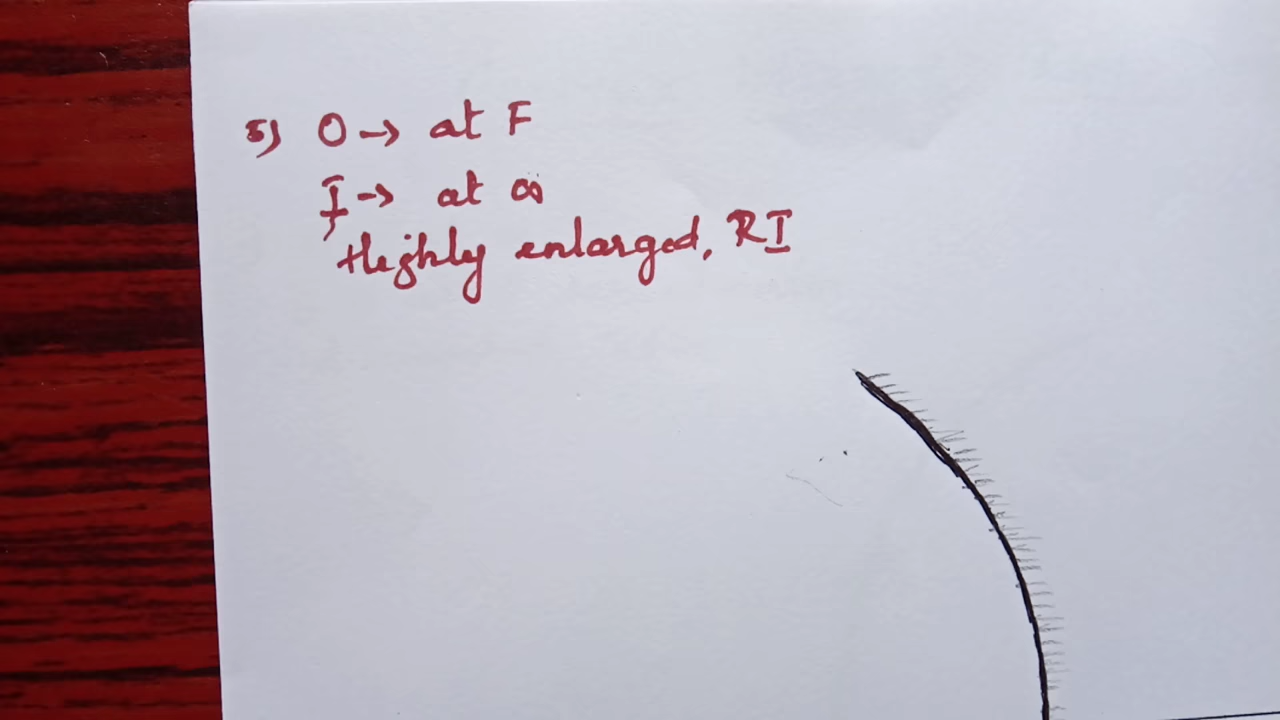 5) O → at F
I → at ∞
Highly enlarged, RI